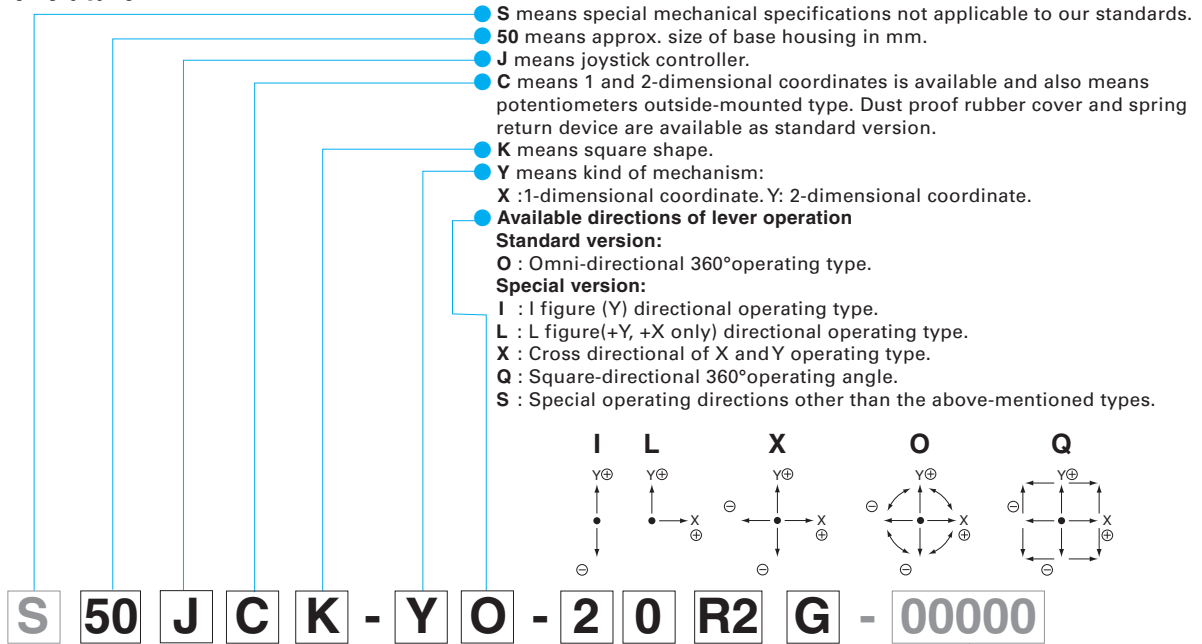 S means special mechanical specifications not applicable to our standards.
50 means approx. size of base housing in mm.
J means joystick controller.
C means 1 and 2-dimensional coordinates is available and also means
potentiometers outside-mounted type. Dust proof rubber cover and spring
return device are available as standard version.
K means square shape.
Y means kind of mechanism:
X :1-dimensional coordinate. Y: 2-dimensional coordinate.
Available directions of lever operation
Standard version:
O : Omni-directional 360°operating type.
Special version:
I : I figure (Y) directional operating type.
L : L figure(+Y, +X only) directional operating type.
X : Cross directional of X and Y operating type.
Q : Square-directional 360°operating angle.
S : Special operating directions other than the above-mentioned types.
I L X O Q
Y⊕ Y⊕ Y⊕ Y⊕ Y⊕
⊖ ⊖ ⊖
X X X X
⊕ ⊕ ⊕ ⊕
⊖ ⊖ ⊖ ⊖
S 50 J C K - Y O - 2 0 R2 G - 00000